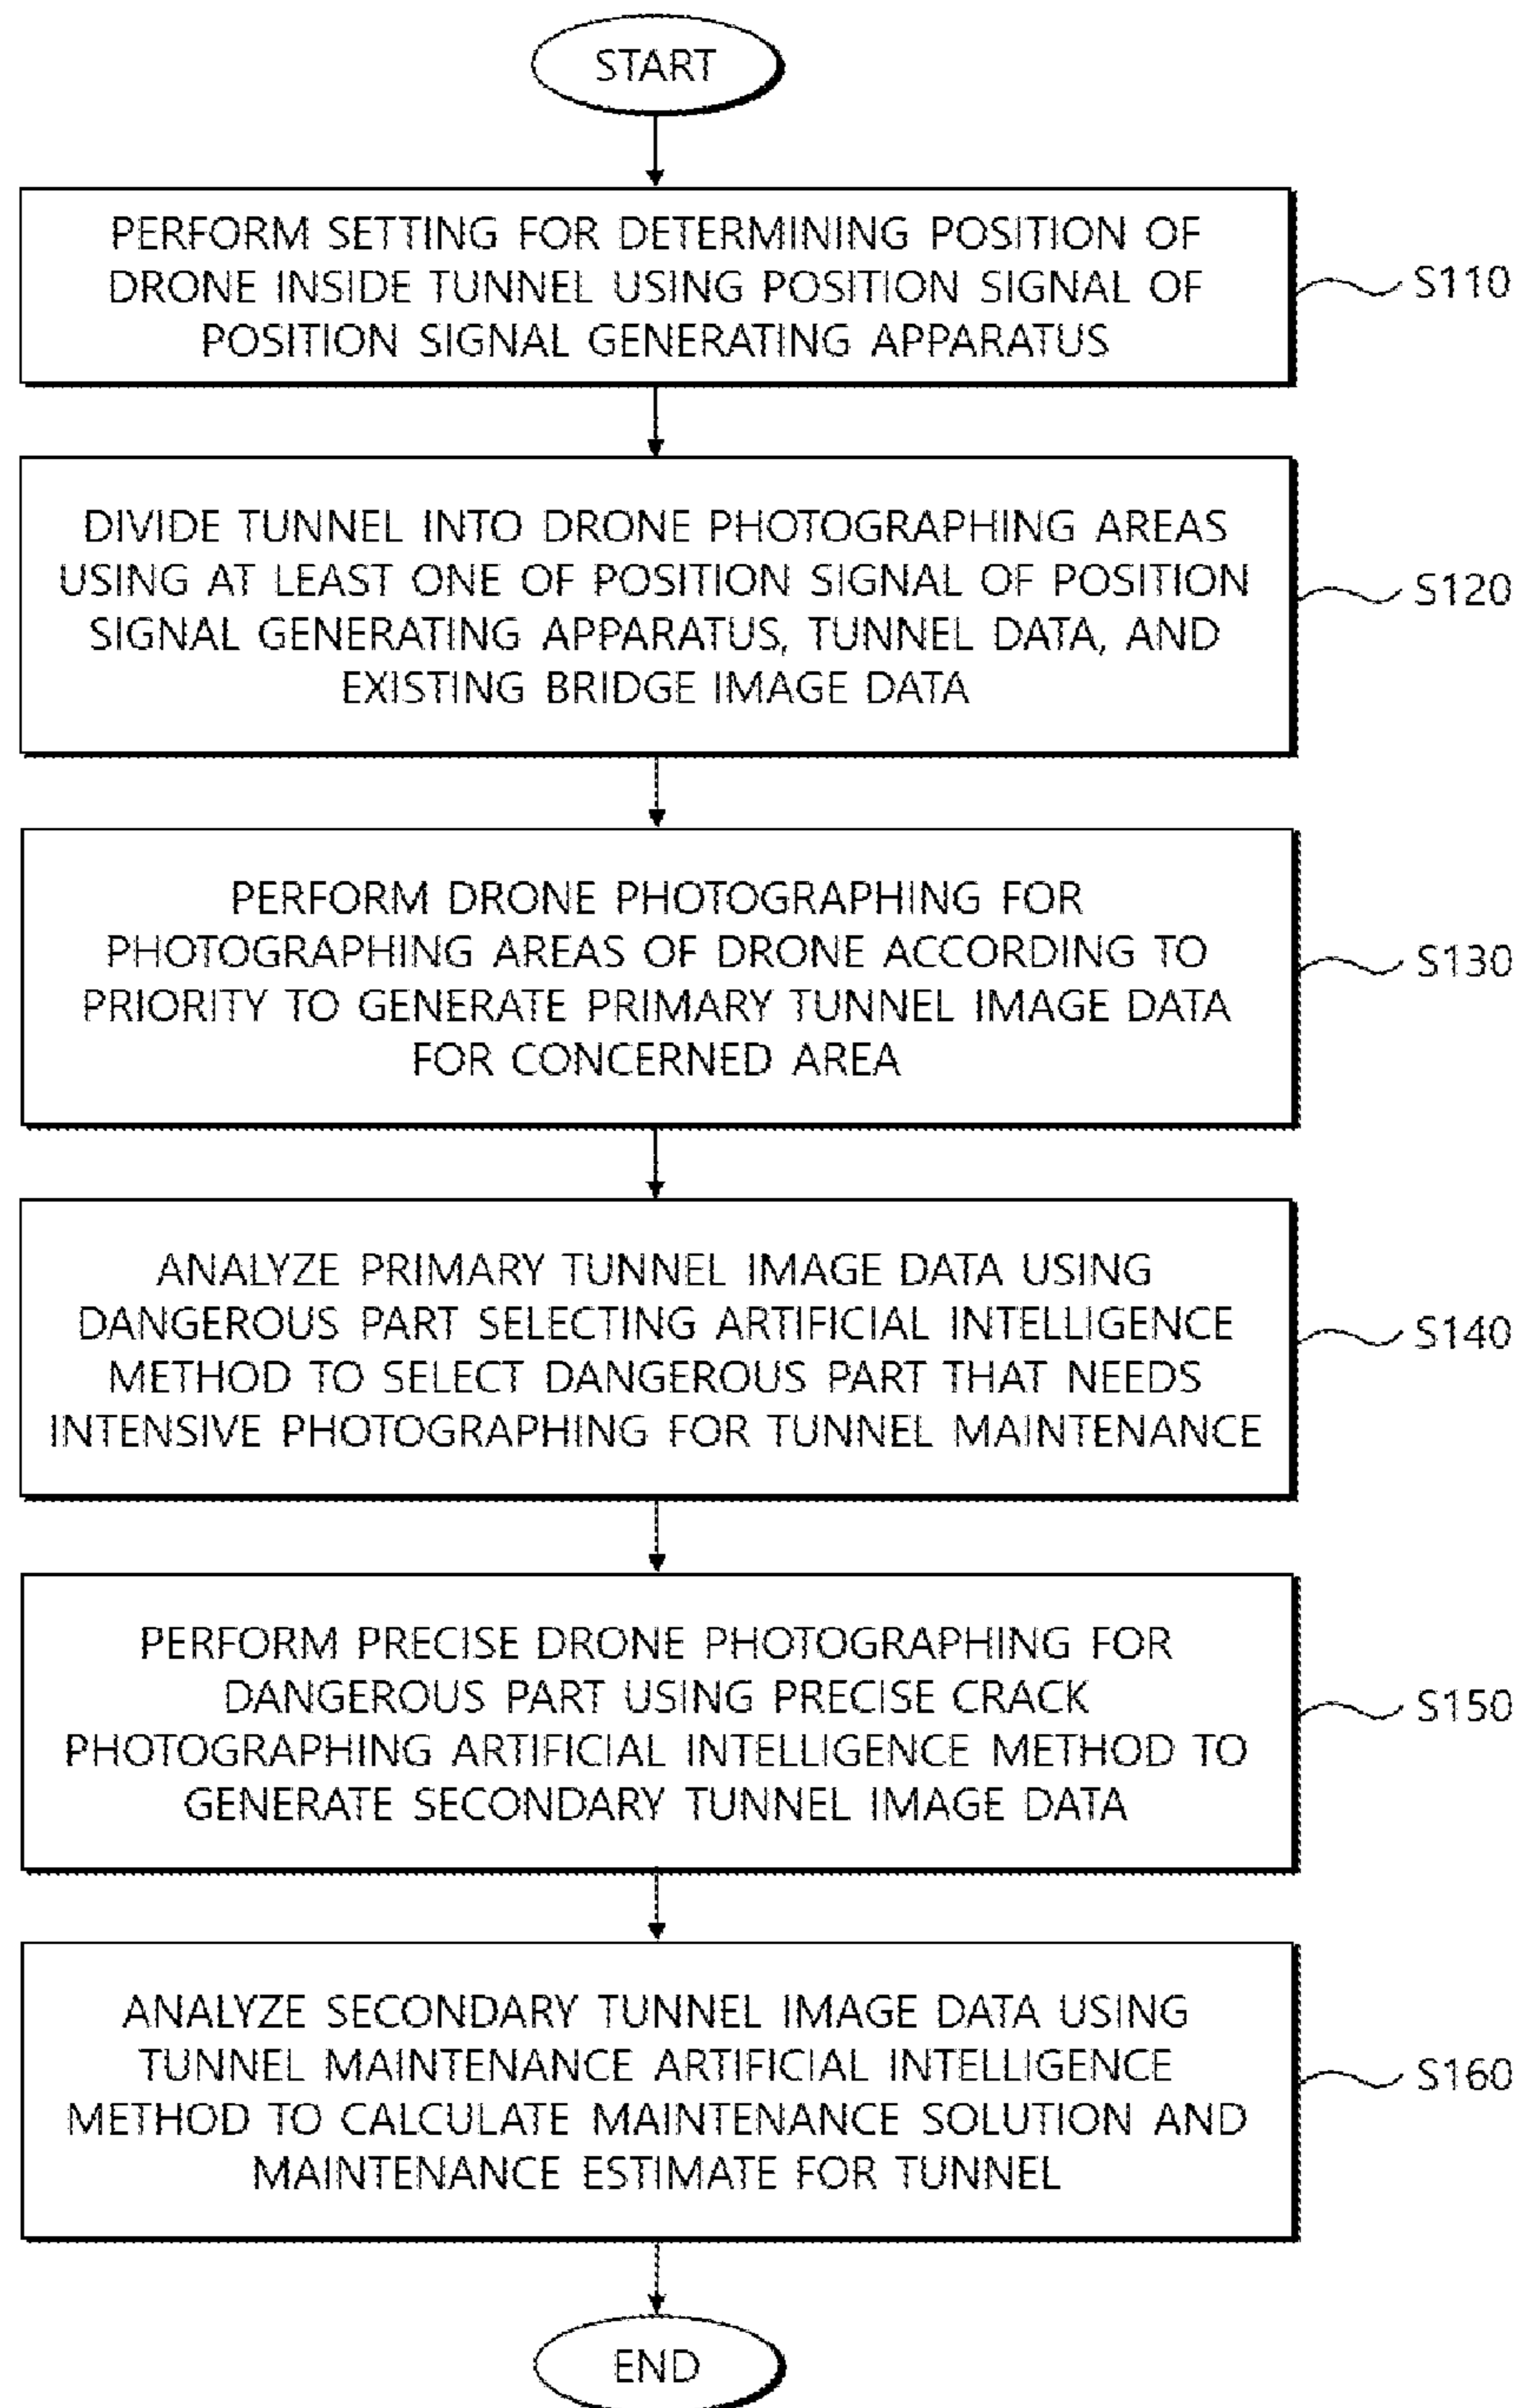 START
PERFORM SETTING FOR DETERMINING POSITION OF
DRONE INSIDE TUNNEL USING POSITION SIGNAL OF
POSITION SIGNAL GENERATING APPARATUS
S110
DIVIDE TUNNEL INTO DRONE PHOTOGRAPHING AREAS
USING AT LEAST ONE OF POSITION SIGNAL OF POSITION
SIGNAL GENERATING APPARATUS, TUNNEL DATA, AND
EXISTING BRIDGE IMAGE DATA
S120
PERFORM DRONE PHOTOGRAPHING FOR
PHOTOGRAPHING AREAS OF DRONE ACCORDING TO
PRIORITY TO GENERATE PRIMARY TUNNEL IMAGE DATA
FOR CONCERNED AREA
S130
ANALYZE PRIMARY TUNNEL IMAGE DATA USING
DANGEROUS PART SELECTING ARTIFICIAL INTELLIGENCE
METHOD TO SELECT DANGEROUS PART THAT NEEDS
INTENSIVE PHOTOGRAPHING FOR TUNNEL MAINTENANCE
S140
PERFORM PRECISE DRONE PHOTOGRAPHING FOR
DANGEROUS PART USING PRECISE CRACK
PHOTOGRAPHING ARTIFICIAL INTELLIGENCE METHOD TO
GENERATE SECONDARY TUNNEL IMAGE DATA
S150
ANALYZE SECONDARY TUNNEL IMAGE DATA USING
TUNNEL MAINTENANCE ARTIFICIAL INTELLIGENCE
METHOD TO CALCULATE MAINTENANCE SOLUTION AND
MAINTENANCE ESTIMATE FOR TUNNEL
S160
END